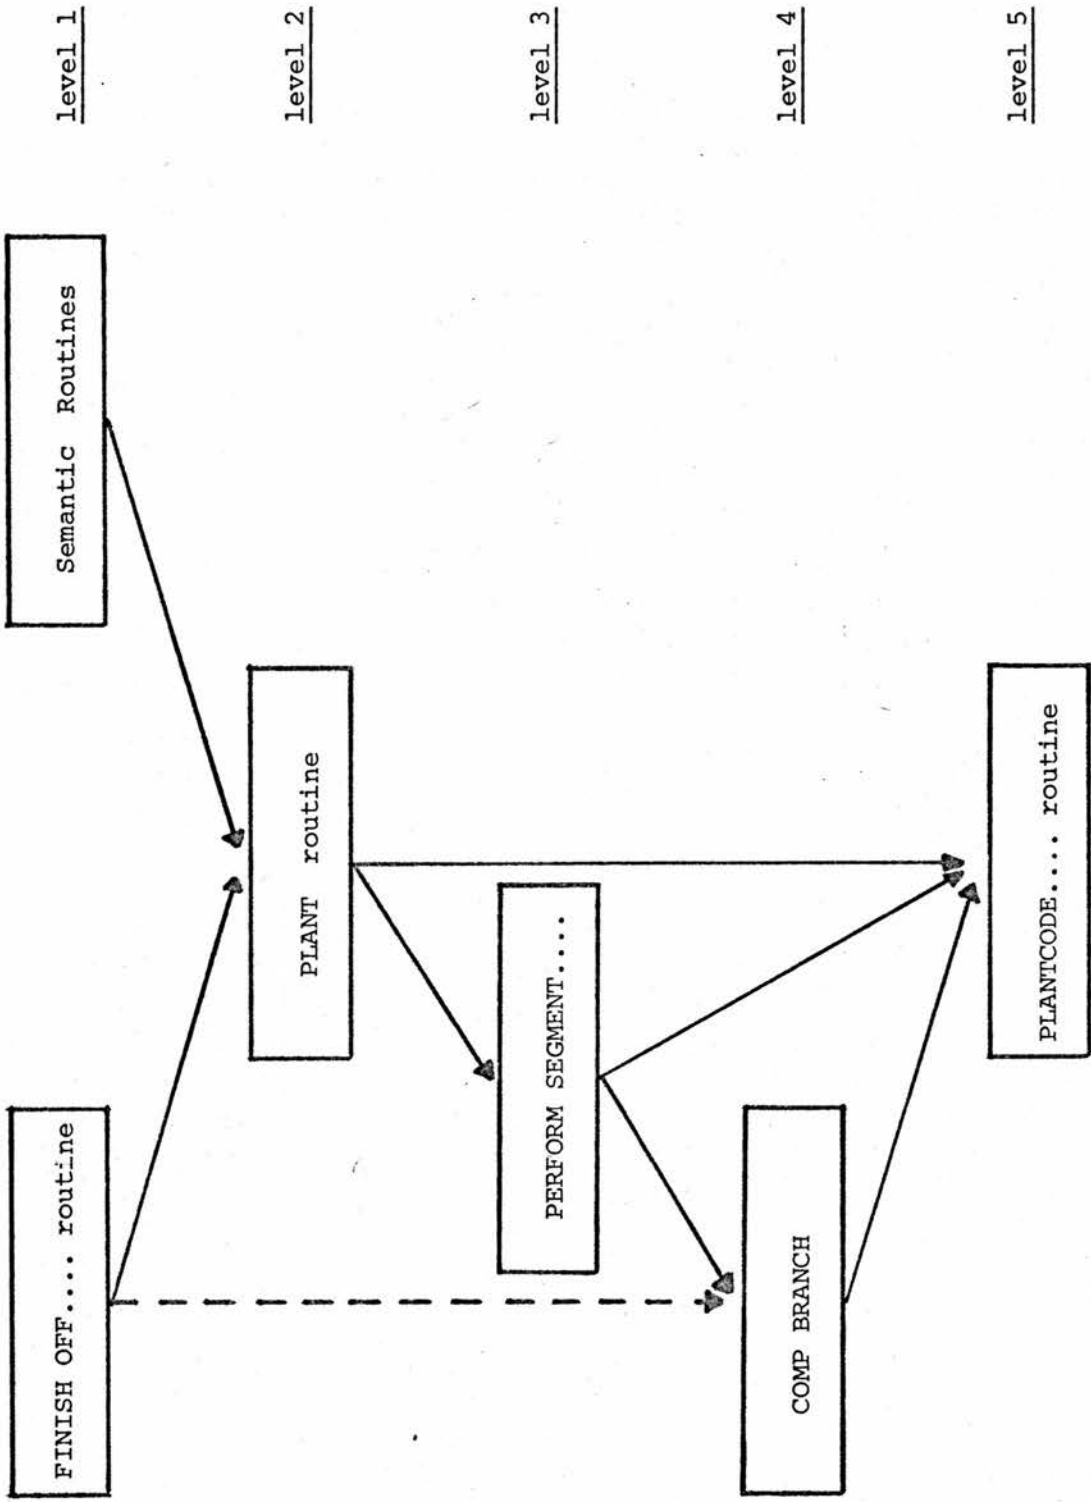 FINISH OFF.... routine
Semantic Routines
level 1
PLANT routine
level 2
PERFORM SEGMENT.....
level 3
COMP BRANCH
level 4
PLANTCODE.... routine
level 5